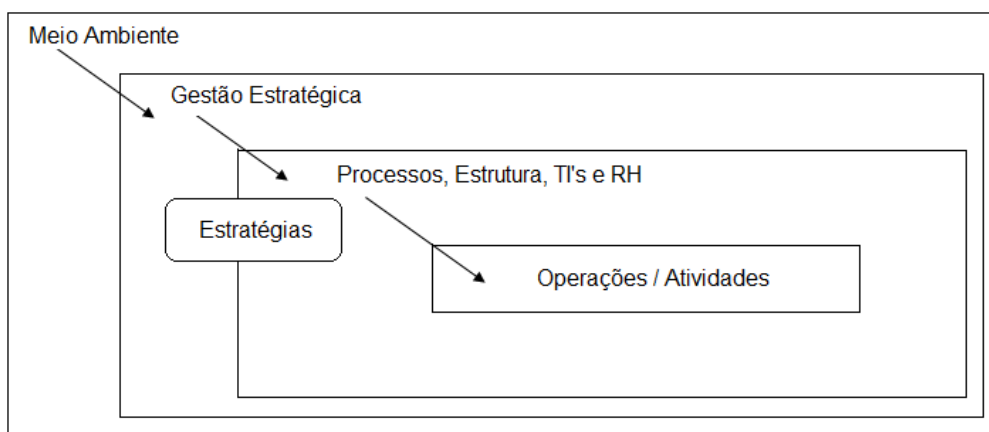 Meio Ambiente
Gestão Estratégica
Processos, Estrutura, TI's e RH
Estratégias
Operações / Atividades